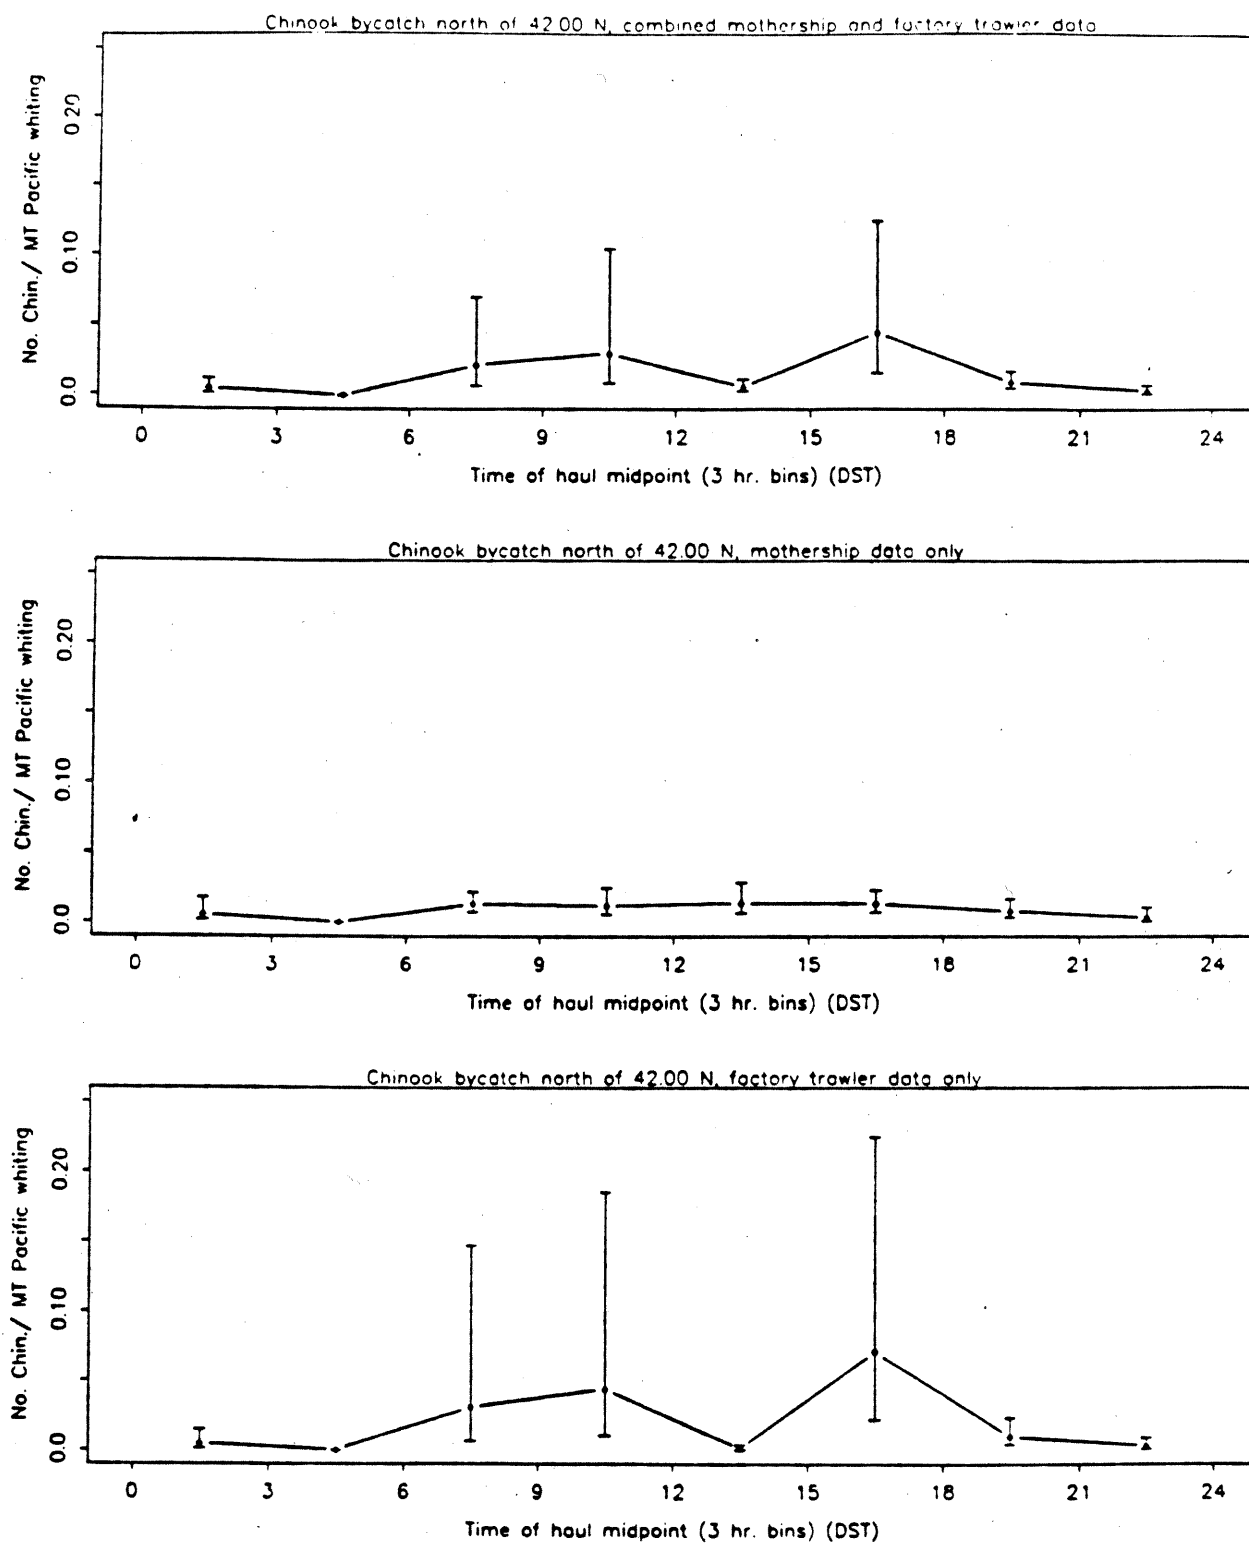 Chinook bycatch north of 42.00 N, combined mothership and factory trawler data
No. Chin./ MT Pacific whiting
0.0
0.10
0.20
0 3 6 9 12 15 18 21 24
Time of haul midpoint (3 hr. bins) (DST)
Chinook bycatch north of 42.00 N, mothership data only
No. Chin./ MT Pacific whiting
0.0
0.10
0.20
0 3 6 9 12 15 18 21 24
Time of haul midpoint (3 hr. bins) (DST)
Chinook bycatch north of 42.00 N, factory trawler data only
No. Chin./ MT Pacific whiting
0.0
0.10
0.20
0 3 6 9 12 15 18 21 24
Time of haul midpoint (3 hr. bins) (DST)